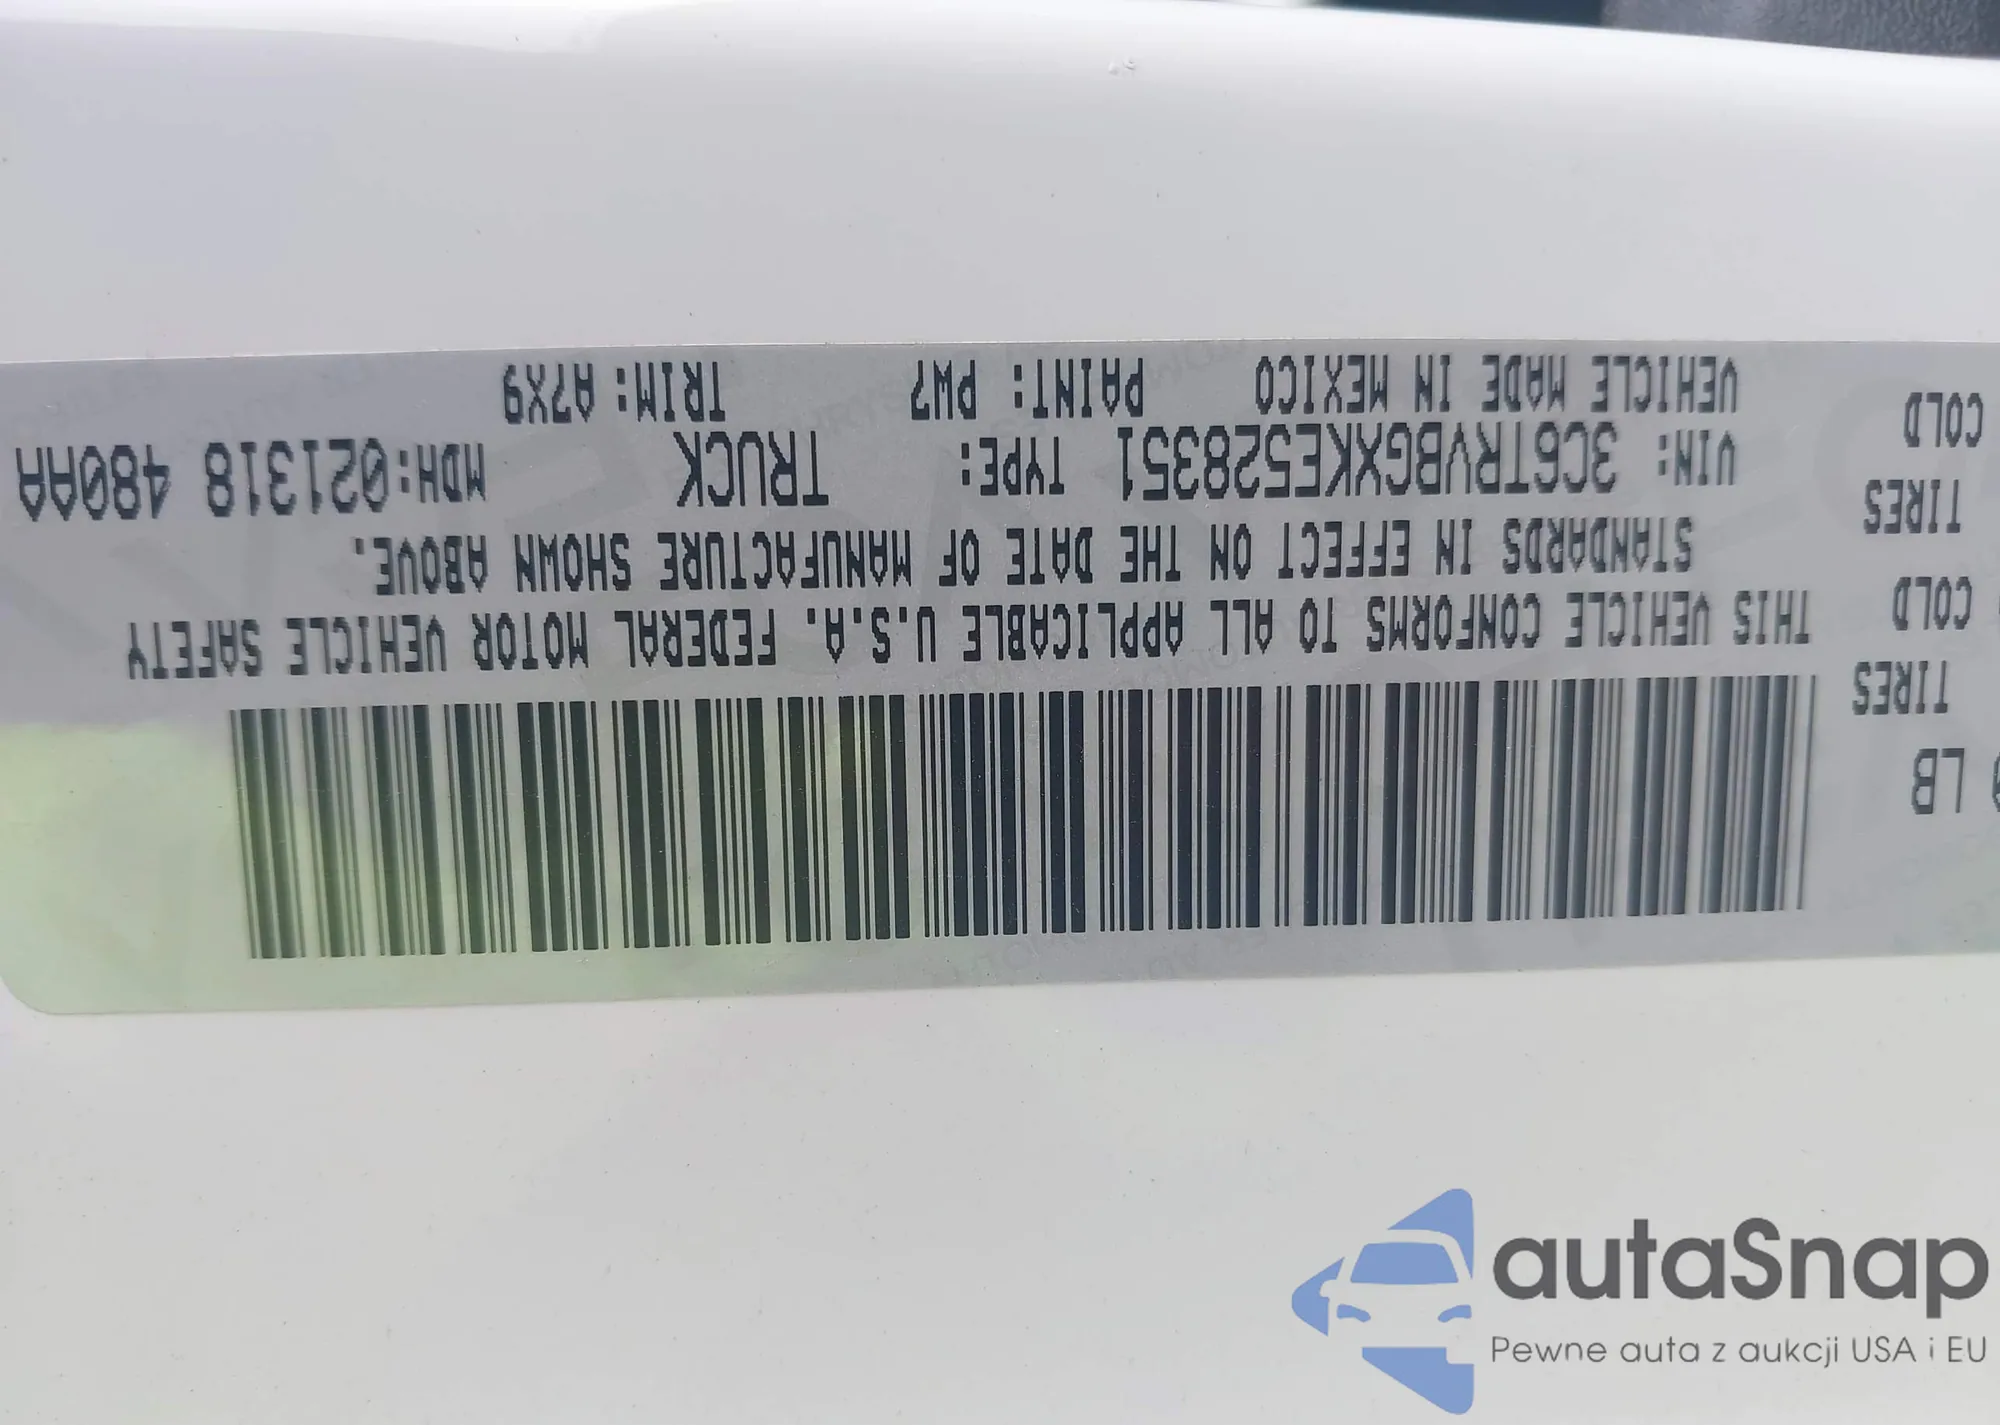 0 LB
TIRES
COLD
TIRES
COLD
THIS VEHICLE CONFORMS TO ALL APPLICABLE U.S.A. FEDERAL MOTOR VEHICLE SAFETY
STANDARDS IN EFFECT ON THE DATE OF MANUFACTURE SHOWN ABOVE.
VIN: 3C6TRVBGXKE528351 TYPE: TRUCK MDH:021318 480AA
VEHICLE MADE IN MEXICO PAINT: PW7 TRIM: A7X9
autaSnap
Pewne auta z aukcji USA i EU